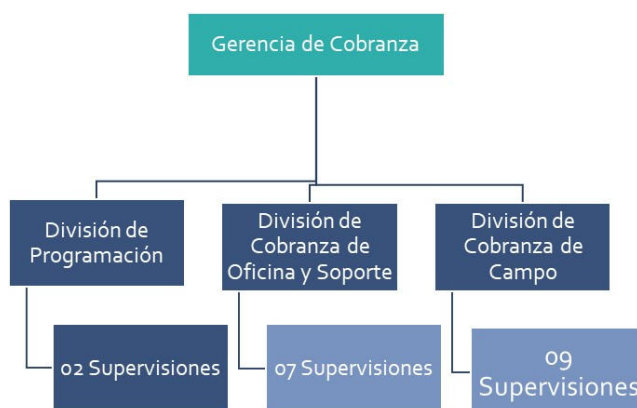 Gerencia de Cobranza
División de
Programación
División de
Cobranza de
Oficina y Soporte
División de
Cobranza de
Campo
02 Supervisiones
07 Supervisiones
09
Supervisiones